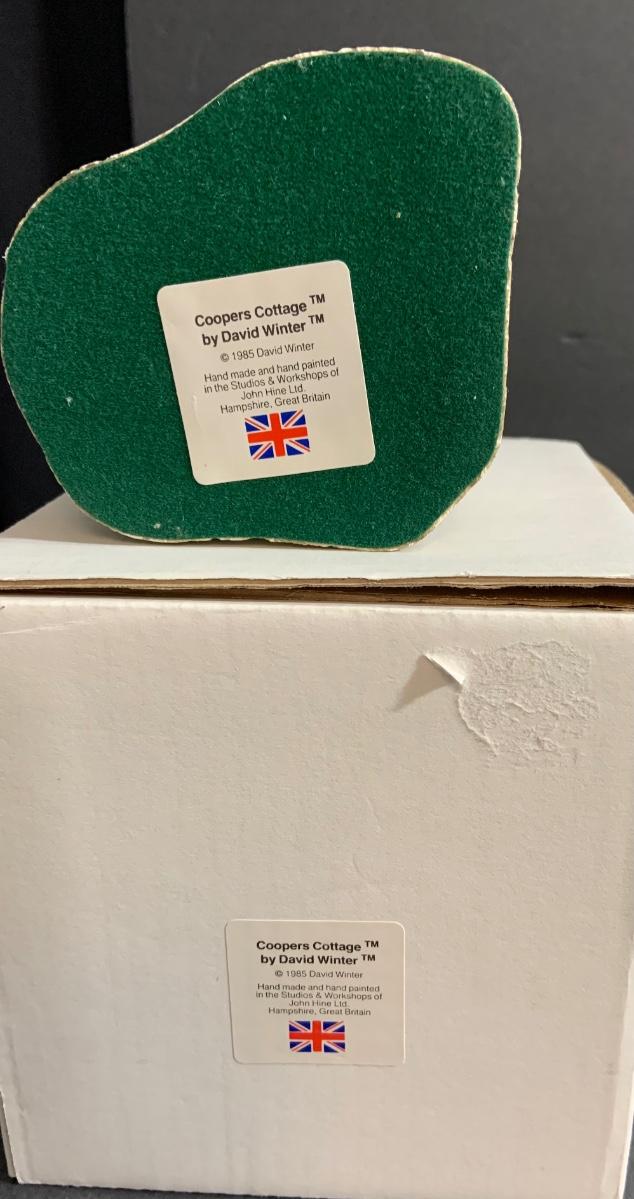 Coopers Cottage ™
by David Winter ™
© 1985 David Winter
Hand made and hand painted
in the Studios & Workshops of
John Hine Ltd.
Hampshire, Great Britain
Coopers Cottage ™
by David Winter ™
© 1985 David Winter
Hand made and hand painted
in the Studios & Workshops of
John Hine Ltd.
Hampshire, Great Britain